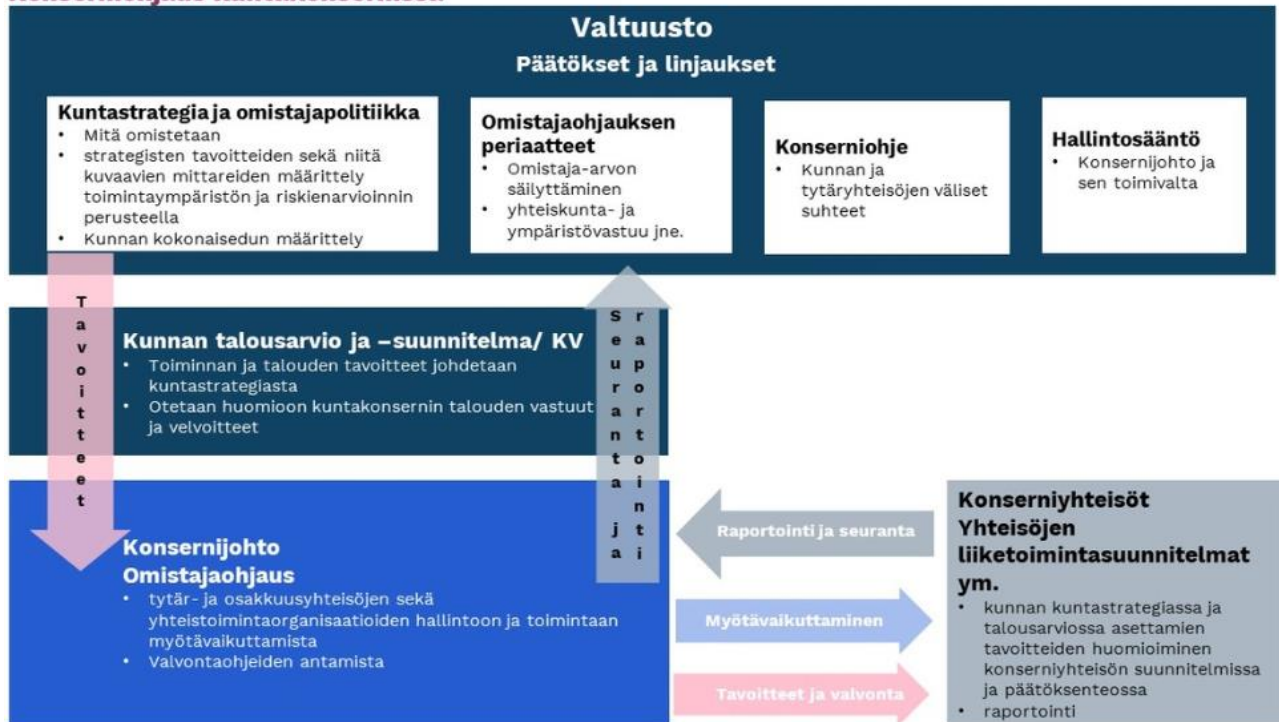 Valtuusto
Päätökset ja linjaukset
Kuntastrategia ja omistajapolitiikka
• Mitä omistetaan
• strategisten tavoitteiden sekä niitä
kuvaavien mittareiden määrittely
toimintaympäristön ja riskienarvioinnin
perusteella
• Kunnan kokonaisedun määrittely
Omistajaohjauksen
periaatteet
• Omistaja-arvon
säilyttäminen
• yhteiskunta- ja
ympäristövastuu jne.
Konserniohje
• Kunnan ja
tytäryhteisöjen väliset
suhteet
Hallintosääntö
• Konsernijohto ja
sen toimivalta
Tavoitteet
Kunnan talousarvio ja –suunnitelma/ KV
• Toiminnan ja talouden tavoitteet johdetaan
kuntastrategiasta
• Otetaan huomioon kuntakonsernin talouden vastuut
ja velvoitteet
Seuranta ja
raportointi
Konsernijohto
Omistajaohjaus
• tytär- ja osakkuusyhteisöjen sekä
yhteistoimintaorganisaatioiden hallintoon ja toimintaan
myötävaikuttamista
• Valvontaohjeiden antamista
Raportointi ja seuranta
Myötävaikuttaminen
Tavoitteet ja valvonta
Konserniyhteisöt
Yhteisöjen
liiketoimintasuunnitelmat
ym.
• kunnan kuntastrategiassa ja
talousarviossa asettamien
tavoitteiden huomioiminen
konserniyhteisön suunnitelmissa
ja päätöksenteossa
• raportointi